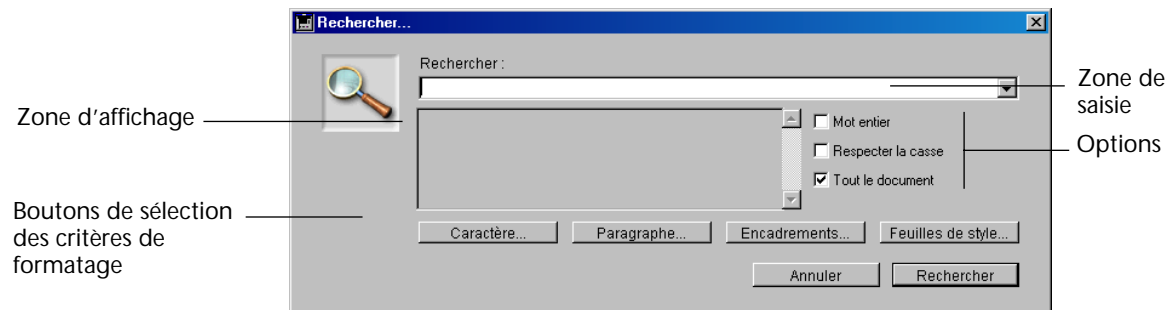 Rechercher...
Rechercher :
Zone de
saisie
Zone d'affichage
Mot entier
Options
Respecter la casse
Tout le document
Boutons de sélection
des critères de
formatage
Caractère... Paragraphe... Encadrements... Feuilles de style...
Annuler Rechercher